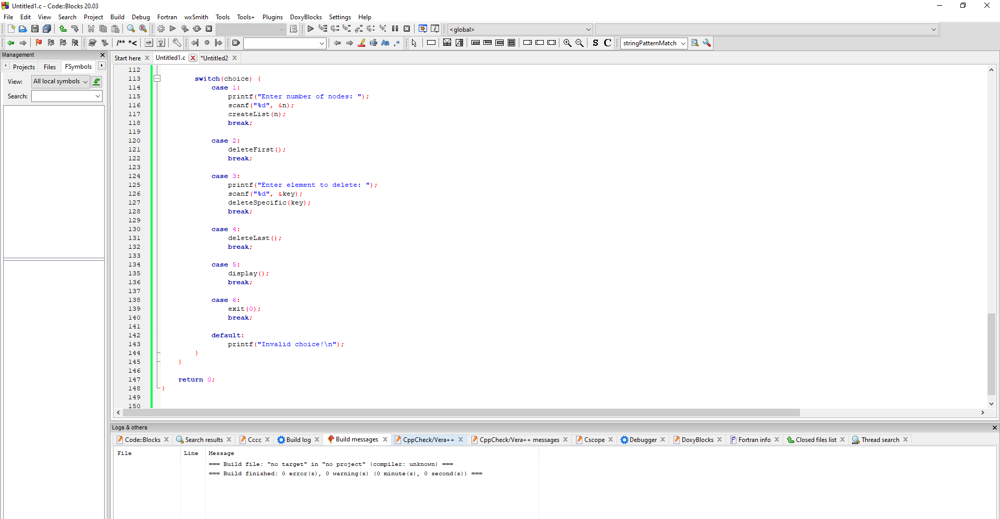 Untitled1.c - Code::Blocks 20.03
File Edit View Search Project Build Debug Fortran wxSmith Tools Tools+ Plugins DoxyBlocks Settings Help
<global>
/** *< Aa .* S C stringPatternMatch
Management
Projects Files FSymbols
View: All local symbols
Search:
Start here Untitled1.c *Untitled2
112
113 switch(choice) {
114 case 1:
115 printf("Enter number of nodes: ");
116 scanf("%d", &n);
117 createList(n);
118 break;
119
120 case 2:
121 deleteFirst();
122 break;
123
124 case 3:
125 printf("Enter element to delete: ");
126 scanf("%d", &key);
127 deleteSpecific(key);
128 break;
129
130 case 4:
131 deleteLast();
132 break;
133
134 case 5:
135 display();
136 break;
137
138 case 6:
139 exit(0);
140 break;
141
142 default:
143 printf("Invalid choice!\n");
144 }
145 }
146
147 return 0;
148 }
149
150
Logs & others
Code::Blocks Search results Cccc Build log Build messages CppCheck/Vera++ CppCheck/Vera++ messages Cscope Debugger DoxyBlocks Fortran info Closed files list Thread search
File Line Message
=== Build file: "no target" in "no project" (compiler: unknown) ===
=== Build finished: 0 error(s), 0 warning(s) (0 minute(s), 0 second(s)) ===